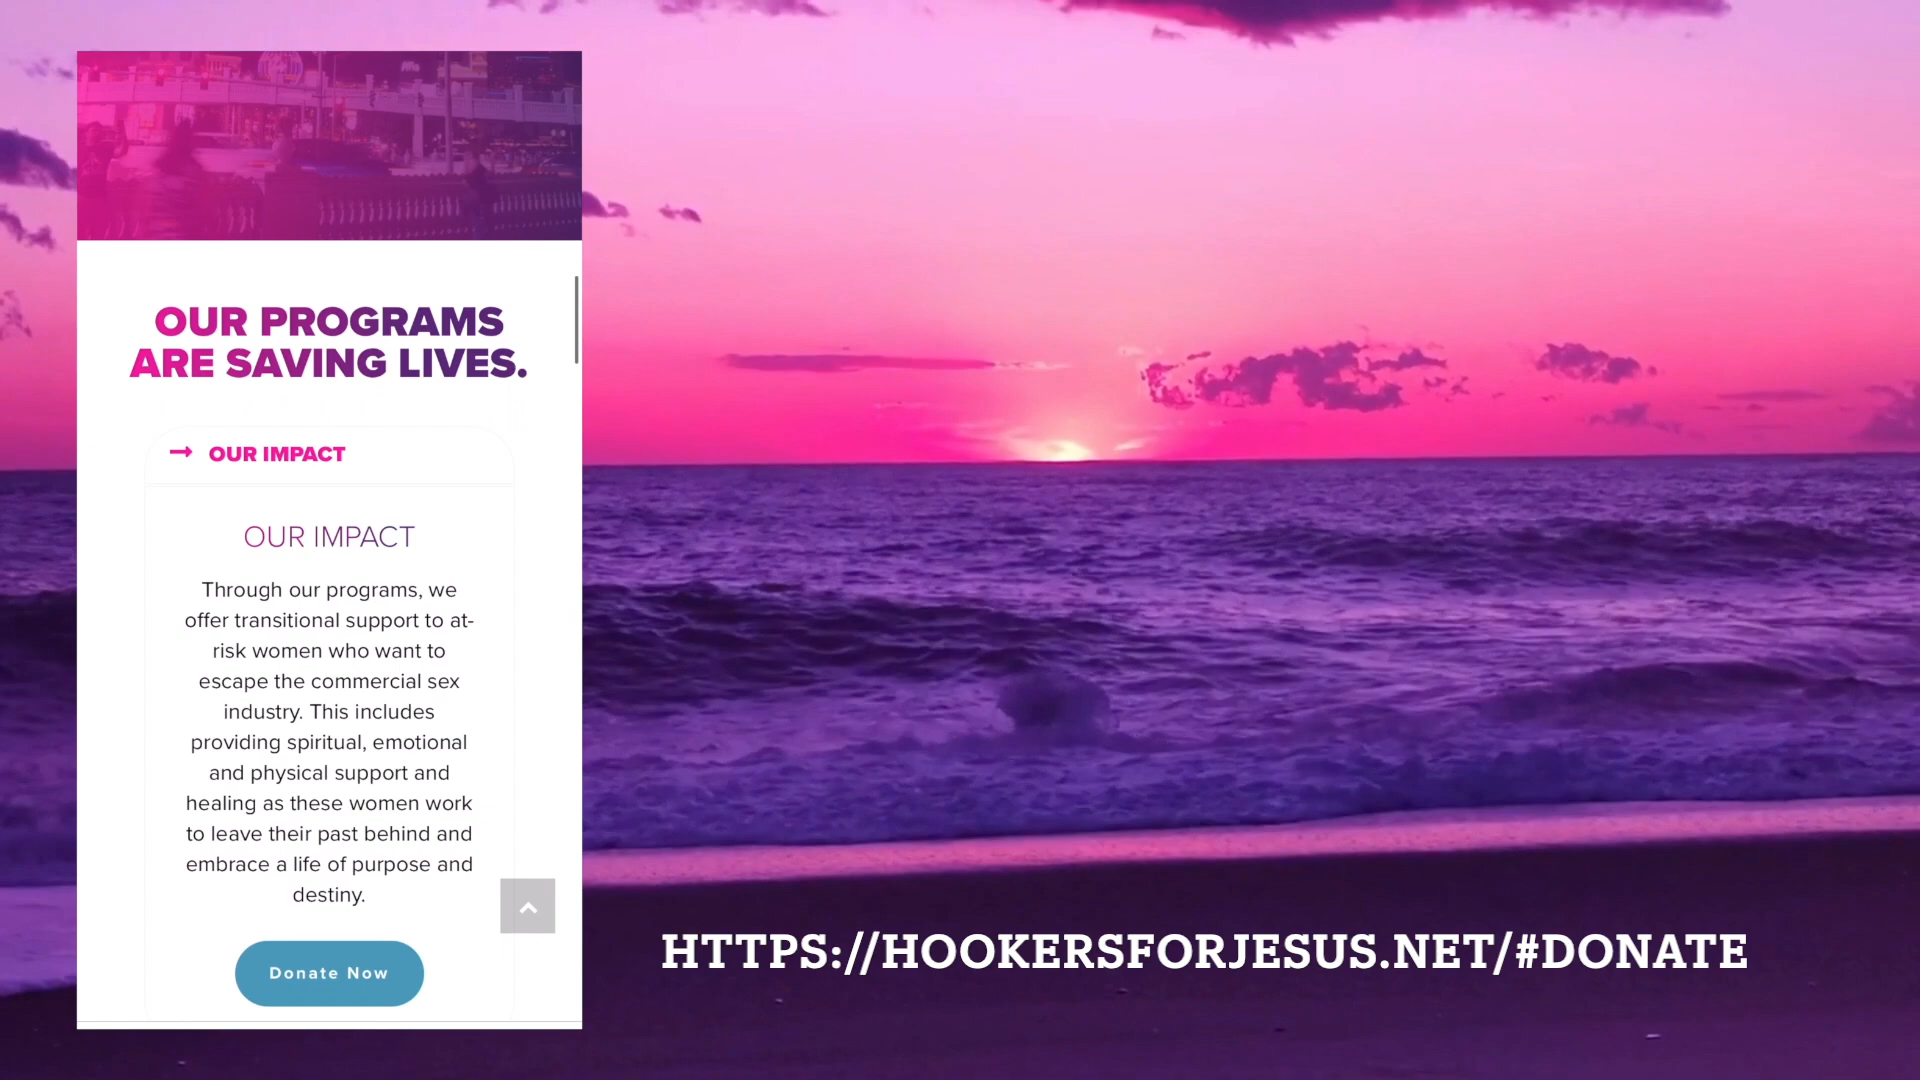 OUR PROGRAMS
ARE SAVING LIVES.
OUR IMPACT
OUR IMPACT
Through our programs, we
offer transitional support to at-
risk women who want to
escape the commercial sex
industry. This includes
providing spiritual, emotional
and physical support and
healing as these women work
to leave their past behind and
embrace a life of purpose and
destiny.
Donate Now
HTTPS://HOOKERSFORJESUS.NET/#DONATE